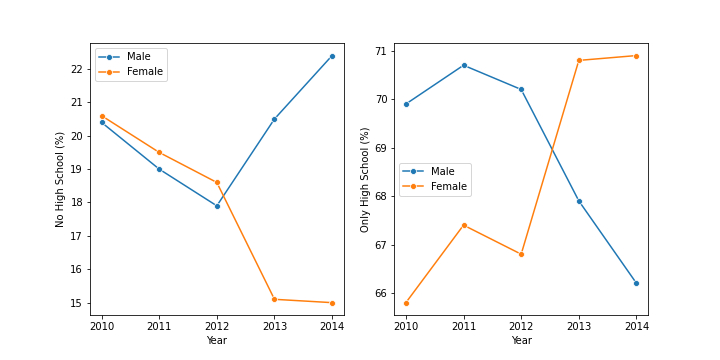 Male
Female
22
21
20
19
18
17
16
15
No High School (%)
2010 2011 2012 2013 2014
Year
71
70
69
68
67
66
Only High School (%)
Male
Female
2010 2011 2012 2013 2014
Year